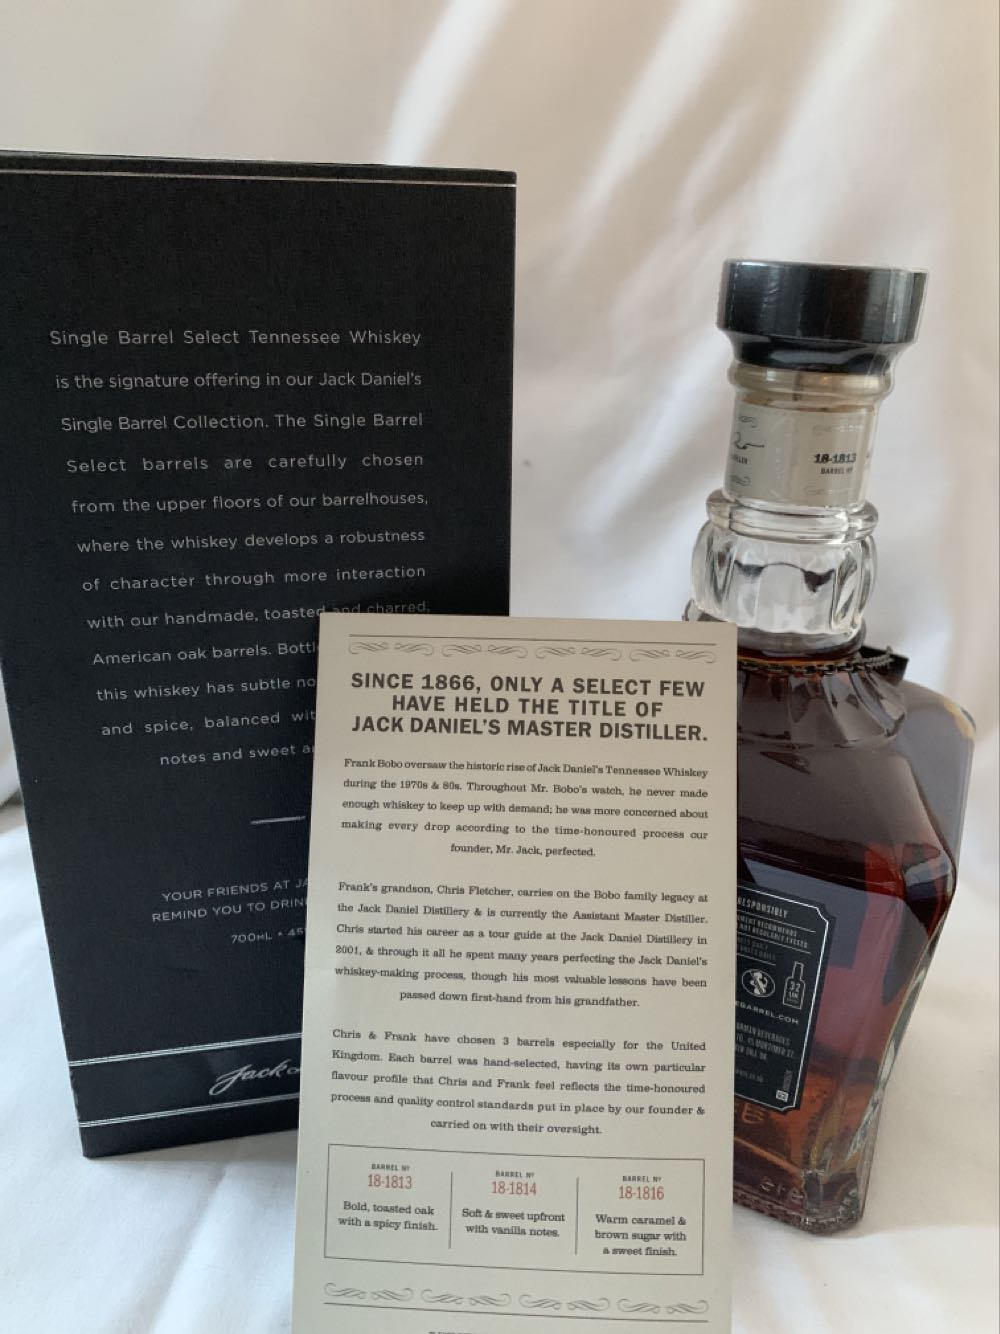 Single Barrel Select Tennessee Whiskey
is the signature offering in our Jack Daniel's
Single Barrel Collection. The Single Barrel
Select barrels are carefully chosen
from the upper floors of our barrelhouses,
where the whiskey develops a robustness
of character through more interaction
with our handmade, toasted and charred,
American oak barrels.
this whiskey has subtle
and spice, balanced
notes and sweet
YOUR FRIENDS AT
REMIND YOU TO
700ML •
Jack
SINCE 1866, ONLY A SELECT FEW
HAVE HELD THE TITLE OF
JACK DANIEL'S MASTER DISTILLER.
Frank Bobo oversaw the historic rise of Jack Daniel's Tennessee Whiskey
during the 1970s & 80s. Throughout Mr. Bobo's watch, he never made
enough whiskey to keep up with demand; he was more concerned about
making every drop according to the time-honoured process our
founder, Mr. Jack, perfected.
Frank's grandson, Chris Fletcher, carries on the Bobo family legacy at
the Jack Daniel Distillery & is currently the Assistant Master Distiller.
Chris started his career as a tour guide at the Jack Daniel Distillery in
2001, & through it all he spent many years perfecting the Jack Daniel's
whiskey-making process, though his most valuable lessons have been
passed down first-hand from his grandfather.
Chris & Frank have chosen 3 barrels especially for the United
Kingdom. Each barrel was hand-selected, having its own particular
flavour profile that Chris and Frank feel reflects the time-honoured
process and quality control standards put in place by our founder &
carried on with their oversight.
BARREL Nº
18-1813
Bold, toasted oak
with a spicy finish.
BARREL Nº
18-1814
Soft & sweet upfront
with vanilla notes.
BARREL Nº
18-1816
Warm caramel &
brown sugar with
a sweet finish.
18-1813
BARREL Nº
RESPONSIBLY
32